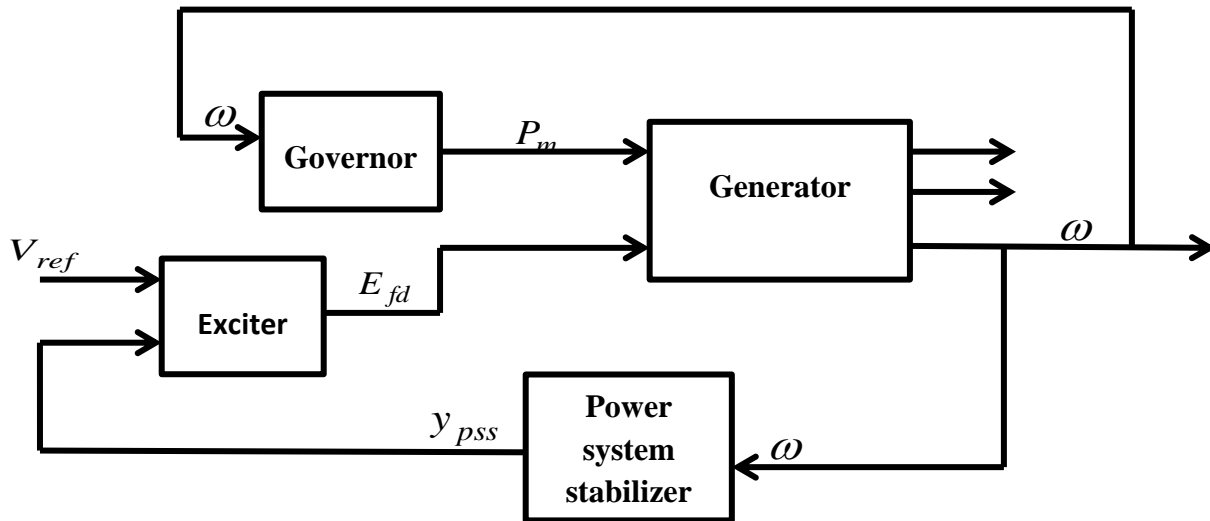 ω
Governor
P_m
Generator
ω
V_ref
E_fd
Exciter
Power
system
stabilizer
y_pss
ω